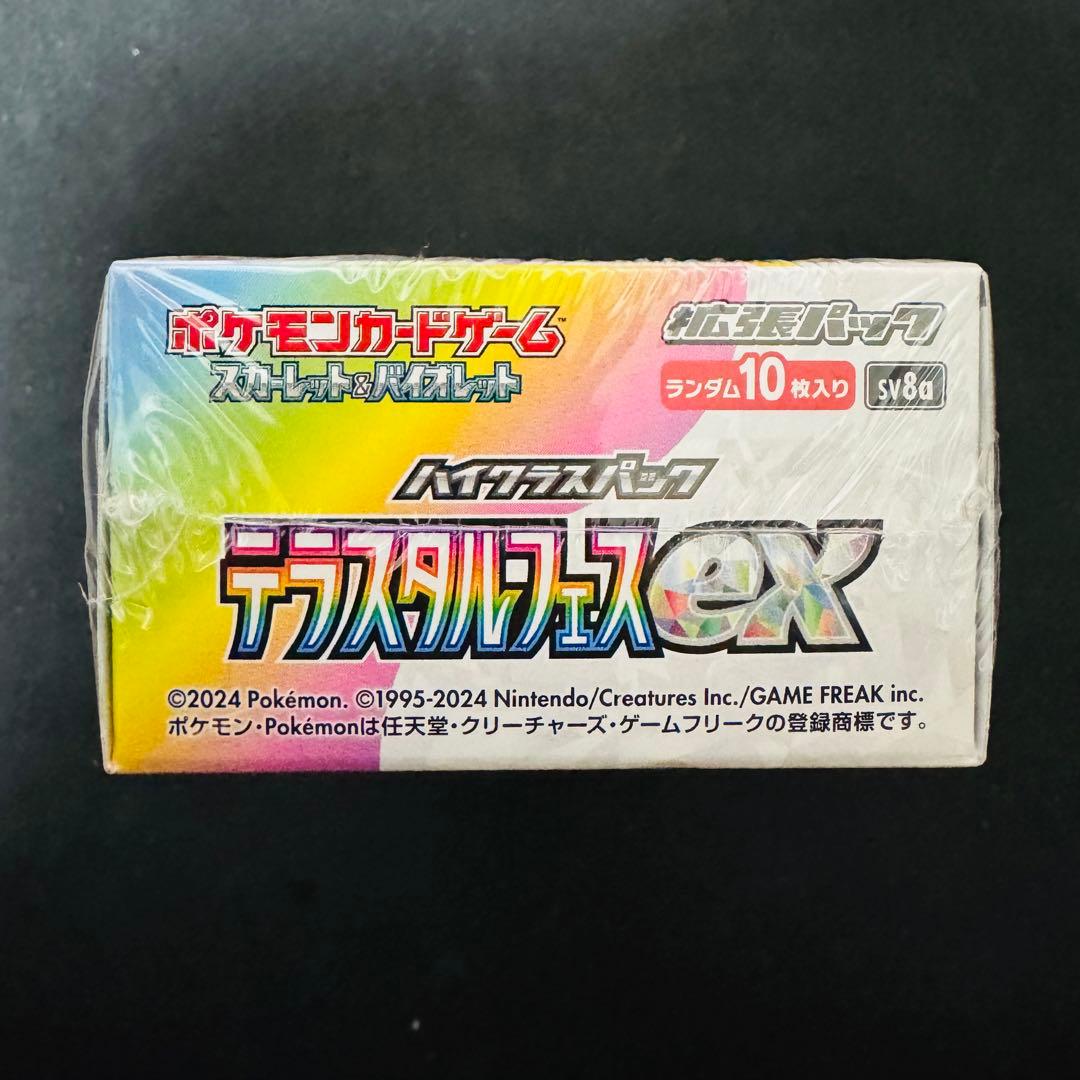 ポケモンカードゲーム™
スカーレット&バイオレット
拡張パック
ランダム10枚入り sv8a
ハイクラスパック
テラスタルフェスex
©2024 Pokémon. ©1995-2024 Nintendo/Creatures Inc./GAME FREAK inc.
ポケモン・Pokémonは任天堂・クリーチャーズ・ゲームフリークの登録商標です。